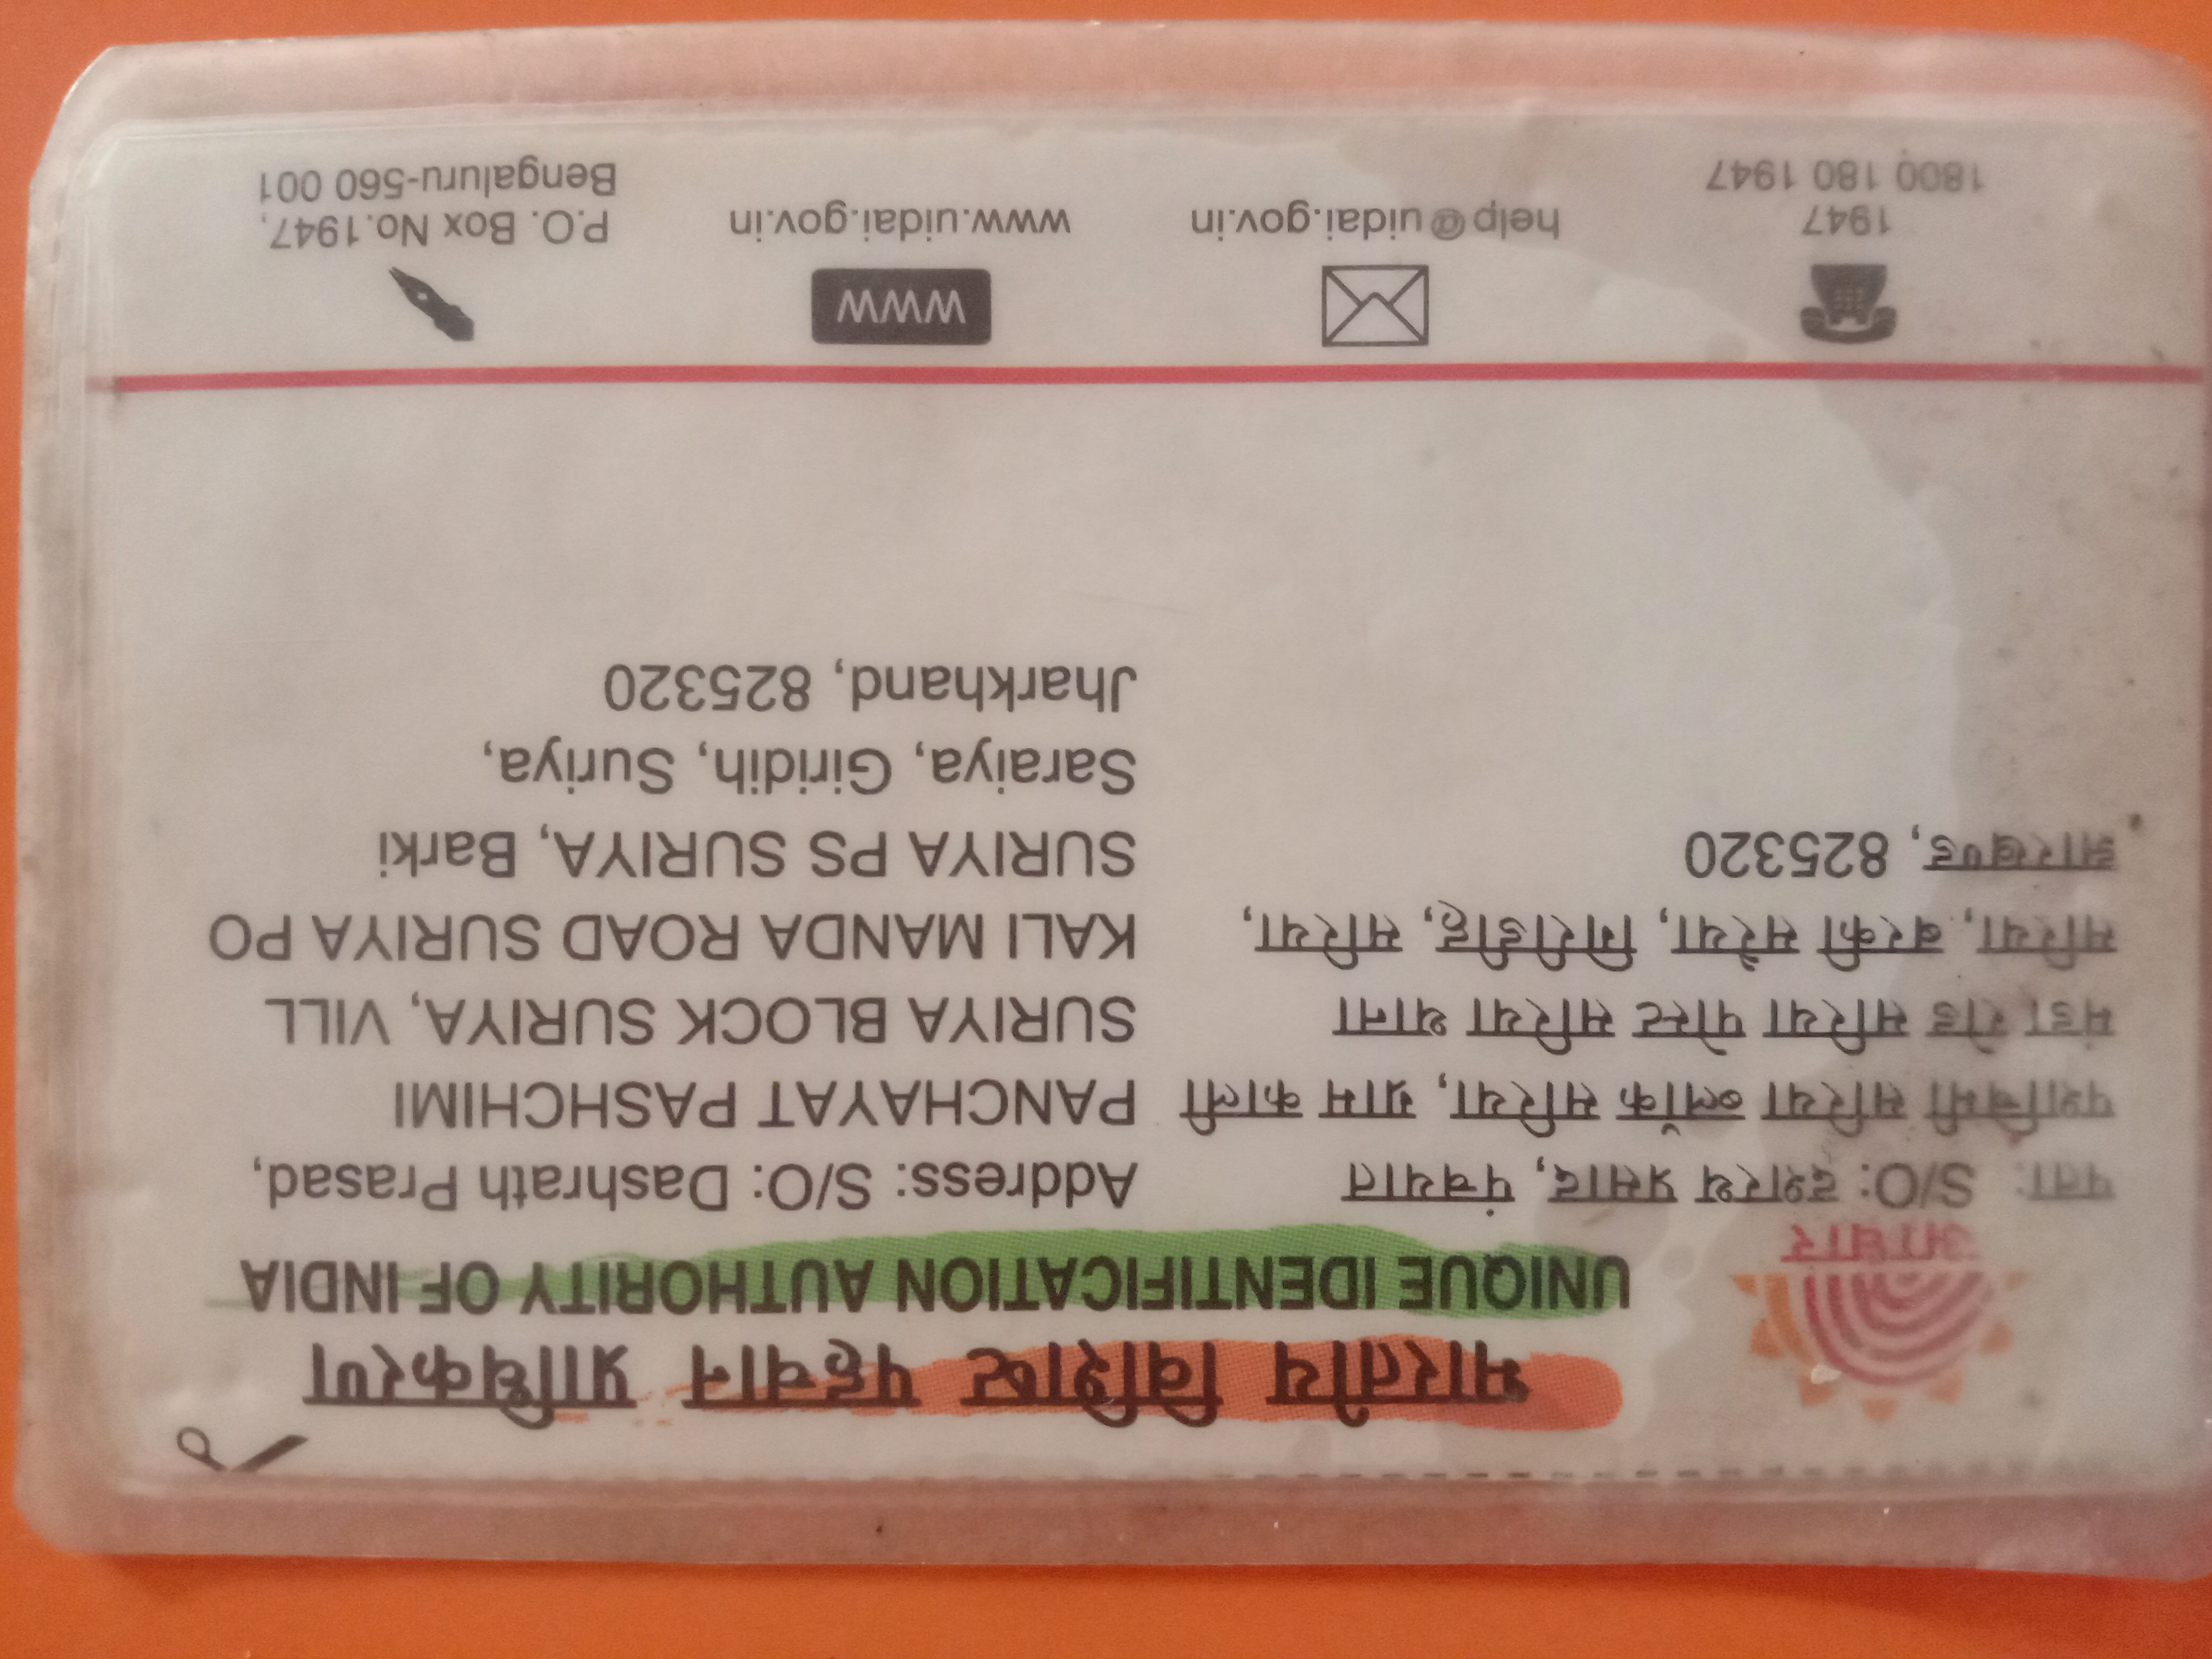 भारतीय विशिष्ट पहचान प्राधिकरण
UNIQUE IDENTIFICATION AUTHORITY OF INDIA
आधार
पता: S/O: दशरथ प्रसाद, पंचयात
पशचिमी सरिया ब्लॉक सरिया, ग्राम काली
मंडा रोड सरिया पोस्ट सरिया थाना
सरिया, बरकी सरैया, गिरीडीह, सरिया,
झारखण्ड, 825320
Address: S/O: Dashrath Prasad,
PANCHAYAT PASHCHIMI
SURIYA BLOCK SURIYA, VILL
KALI MANDA ROAD SURIYA PO
SURIYA PS SURIYA, Barki
Saraiya, Giridih, Suriya,
Jharkhand, 825320
1947
1800 180 1947
help@uidai.gov.in
WWW
www.uidai.gov.in
P.O. Box No.1947,
Bengaluru-560 001